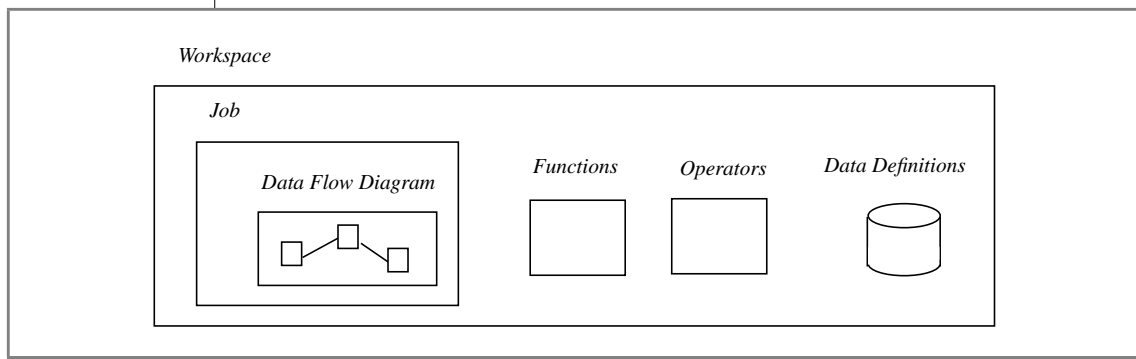 Workspace
Job
Data Flow Diagram
Functions
Operators
Data Definitions